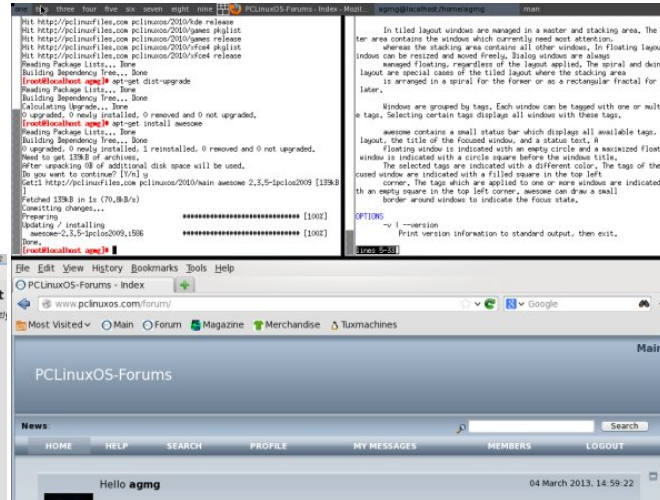 one two three four five six seven eight nine PCLinuxOS-Forums - Index - Mozil... agmg@localhost:/home/agmg man
Hit http://pclinuxfiles.com pclinuxos/2010/kde release
Hit http://pclinuxfiles.com pclinuxos/2010/games pkglist
Hit http://pclinuxfiles.com pclinuxos/2010/games release
Hit http://pclinuxfiles.com pclinuxos/2010/xfce4 pkglist
Hit http://pclinuxfiles.com pclinuxos/2010/xfce4 release
Reading Package Lists... Done
Building Dependency Tree... Done
[root@localhost agmg]# apt-get dist-upgrade
Reading Package Lists... Done
Building Dependency Tree... Done
Calculating Upgrade... Done
0 upgraded, 0 newly installed, 0 removed and 0 not upgraded.
[root@localhost agmg]# apt-get install awesome
Reading Package Lists... Done
Building Dependency Tree... Done
0 upgraded, 0 newly installed, 1 reinstalled, 0 removed and 0 not upgraded.
Need to get 139kB of archives.
After unpacking 0B of additional disk space will be used.
Do you want to continue? [Y/n] y
Get:1 http://pclinuxfiles.com pclinuxos/2010/main awesome 2.3.5-1pclos2009 [139kB
]
Fetched 139kB in 1s (70.8kB/s)
Committing changes...
Preparing ############################## [100%]
Updating / installing
awesome-2.3.5-1pclos2009.i586 ############################## [100%]
Done.
[root@localhost agmg]#
In tiled layout windows are managed in a master and stacking area. The
ter area contains the windows which currently need most attention,
whereas the stacking area contains all other windows. In floating layou
indows can be resized and moved freely. Dialog windows are always
managed floating, regardless of the layout applied. The spiral and dwin
layout are special cases of the tiled layout where the stacking area
is arranged in a spiral for the former or as a rectangular fractal for
later.
Windows are grouped by tags. Each window can be tagged with one or mult
e tags. Selecting certain tags displays all windows with these tags.
awesome contains a small status bar which displays all available tags,
layout, the title of the focused window, and a status text. A
floating window is indicated with an empty circle and a maximized float
window is indicated with a circle square before the windows title.
The selected tags are indicated with a different color. The tags of the
cused window are indicated with a filled square in the top left
corner. The tags which are applied to one or more windows are indicated
th an empty square in the top left corner. awesome can draw a small
border around windows to indicate the focus state.
OPTIONS
-v | --version
Print version information to standard output, then exit.
lines 5-33
File Edit View History Bookmarks Tools Help
PCLinuxOS-Forums - Index
www.pclinuxos.com/forum/
Google
Most Visited Main Forum Magazine Merchandise Tuxmachines
Main
PCLinuxOS-Forums
News:
Search
HOME HELP SEARCH PROFILE MY MESSAGES MEMBERS LOGOUT
Hello agmg
04 March 2013, 14:59:22